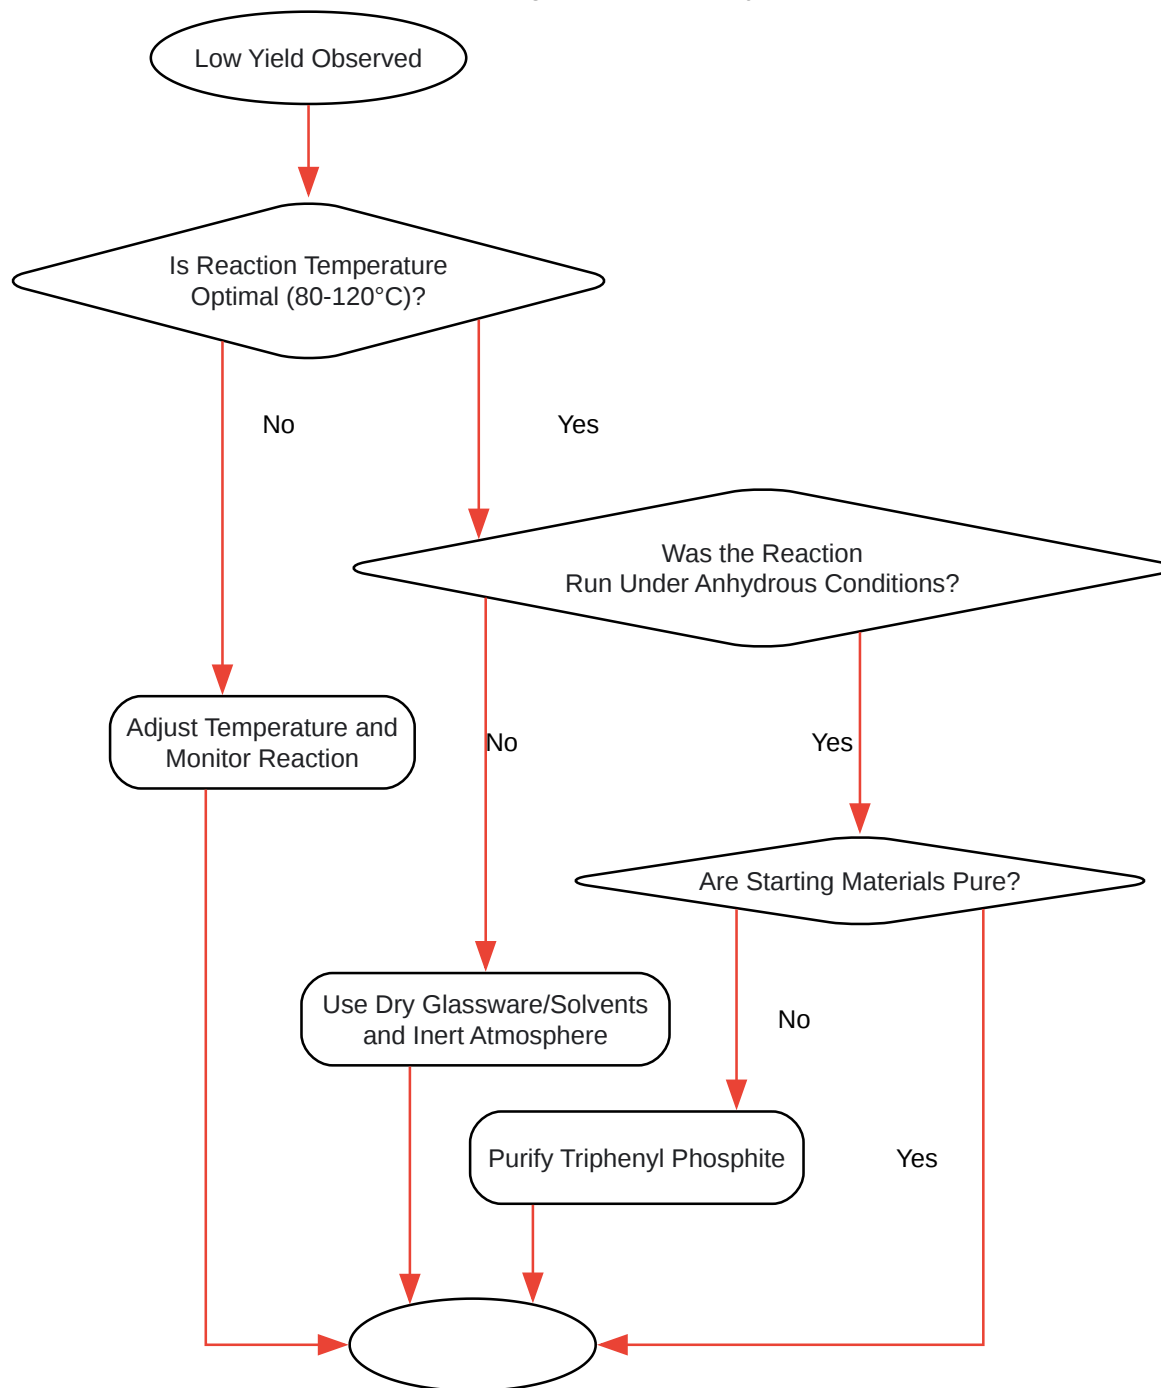 Low Yield Observed
Is Reaction Temperature
Optimal (80-120°C)?
No
Yes
Was the Reaction
Run Under Anhydrous Conditions?
Adjust Temperature and
Monitor Reaction
No
Yes
Are Starting Materials Pure?
Use Dry Glassware/Solvents
and Inert Atmosphere
No
Purify Triphenyl Phosphite
Yes